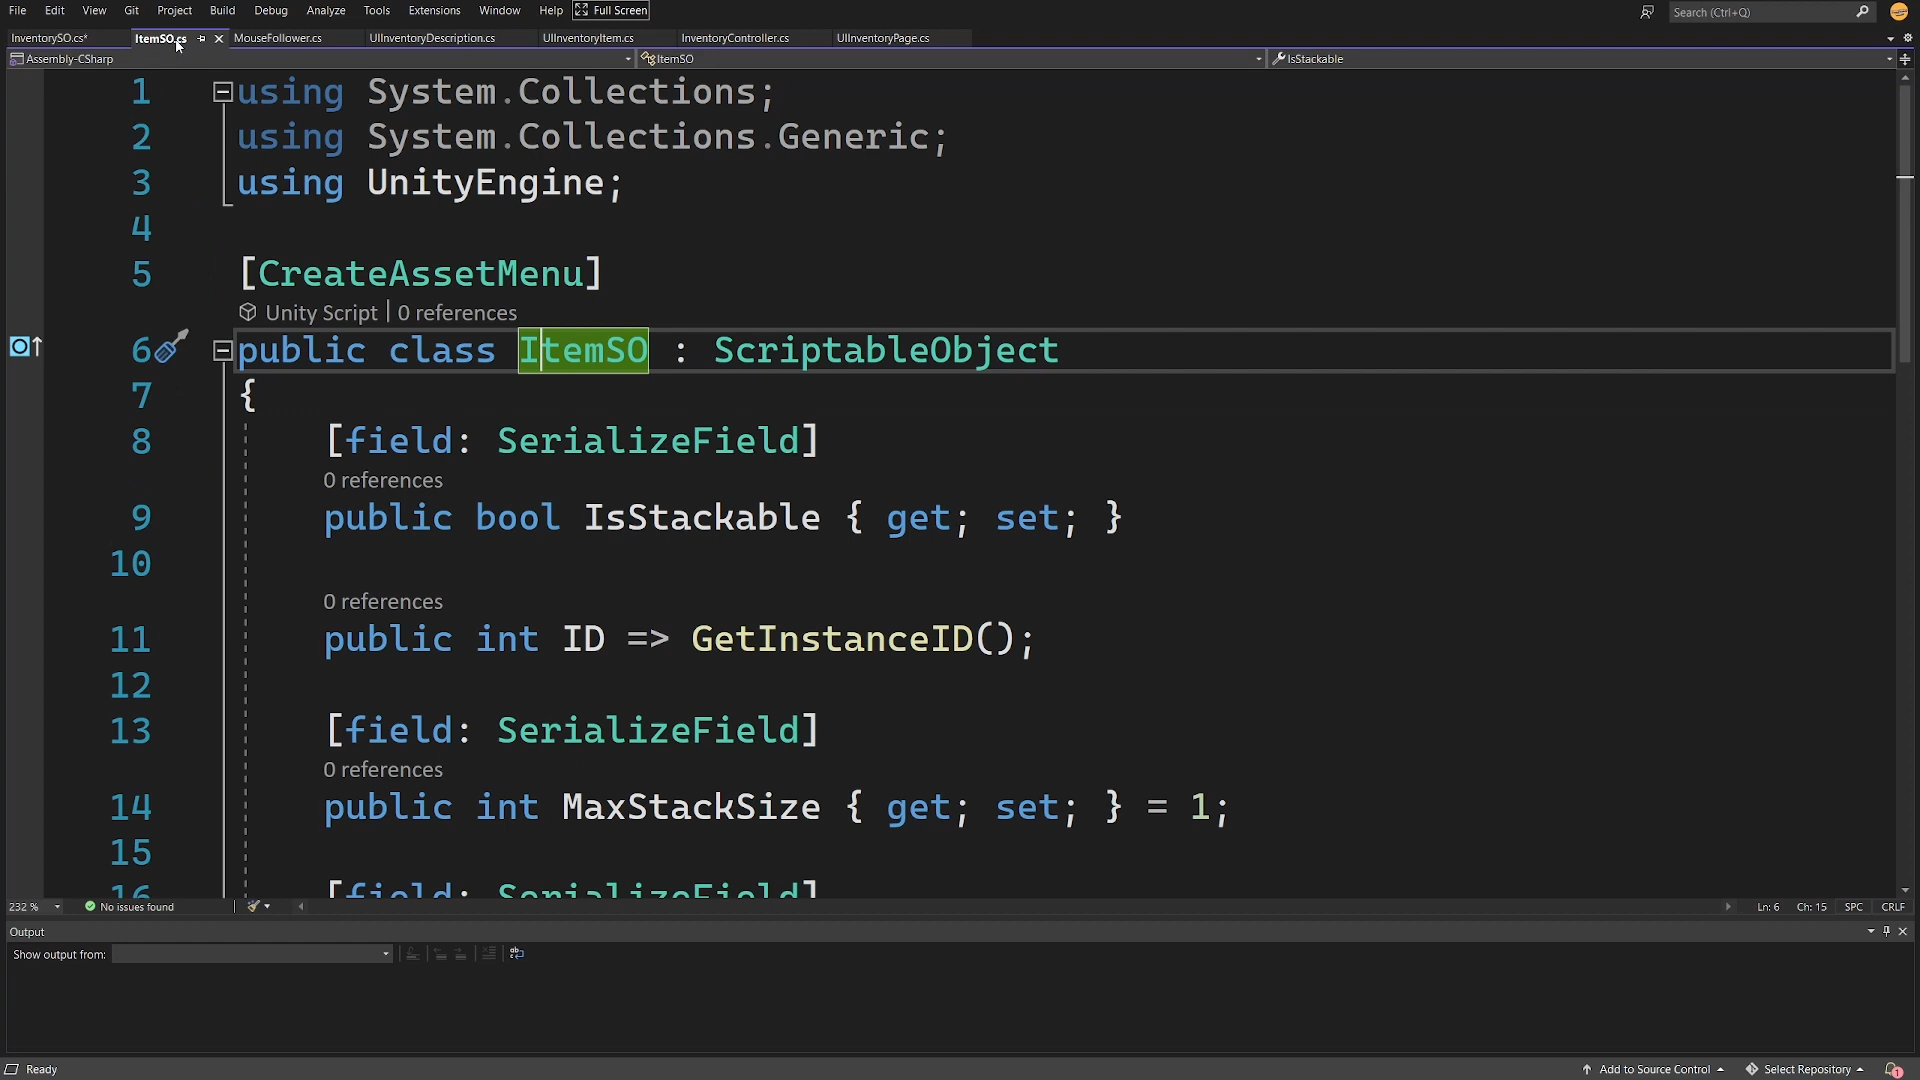 File Edit View Git Project Build Debug Analyze Tools Extensions Window Help Full Screen Search (Ctrl+Q)
InventorySO.cs* ItemSO.cs MouseFollower.cs UIInventoryDescription.cs UIInventoryItem.cs InventoryController.cs UIInventoryPage.cs
Assembly-CSharp ItemSO IsStackable
1 using System.Collections;
2 using System.Collections.Generic;
3 using UnityEngine;
4
5 [CreateAssetMenu]
Unity Script | 0 references
6 public class ItemSO : ScriptableObject
7 {
8 [field: SerializeField]
0 references
9 public bool IsStackable { get; set; }
10
0 references
11 public int ID => GetInstanceID();
12
13 [field: SerializeField]
0 references
14 public int MaxStackSize { get; set; } = 1;
15
16 [field: SerializeField]
232 % No issues found Ln: 6 Ch: 15 SPC CRLF
Output
Show output from:
Ready Add to Source Control Select Repository 1